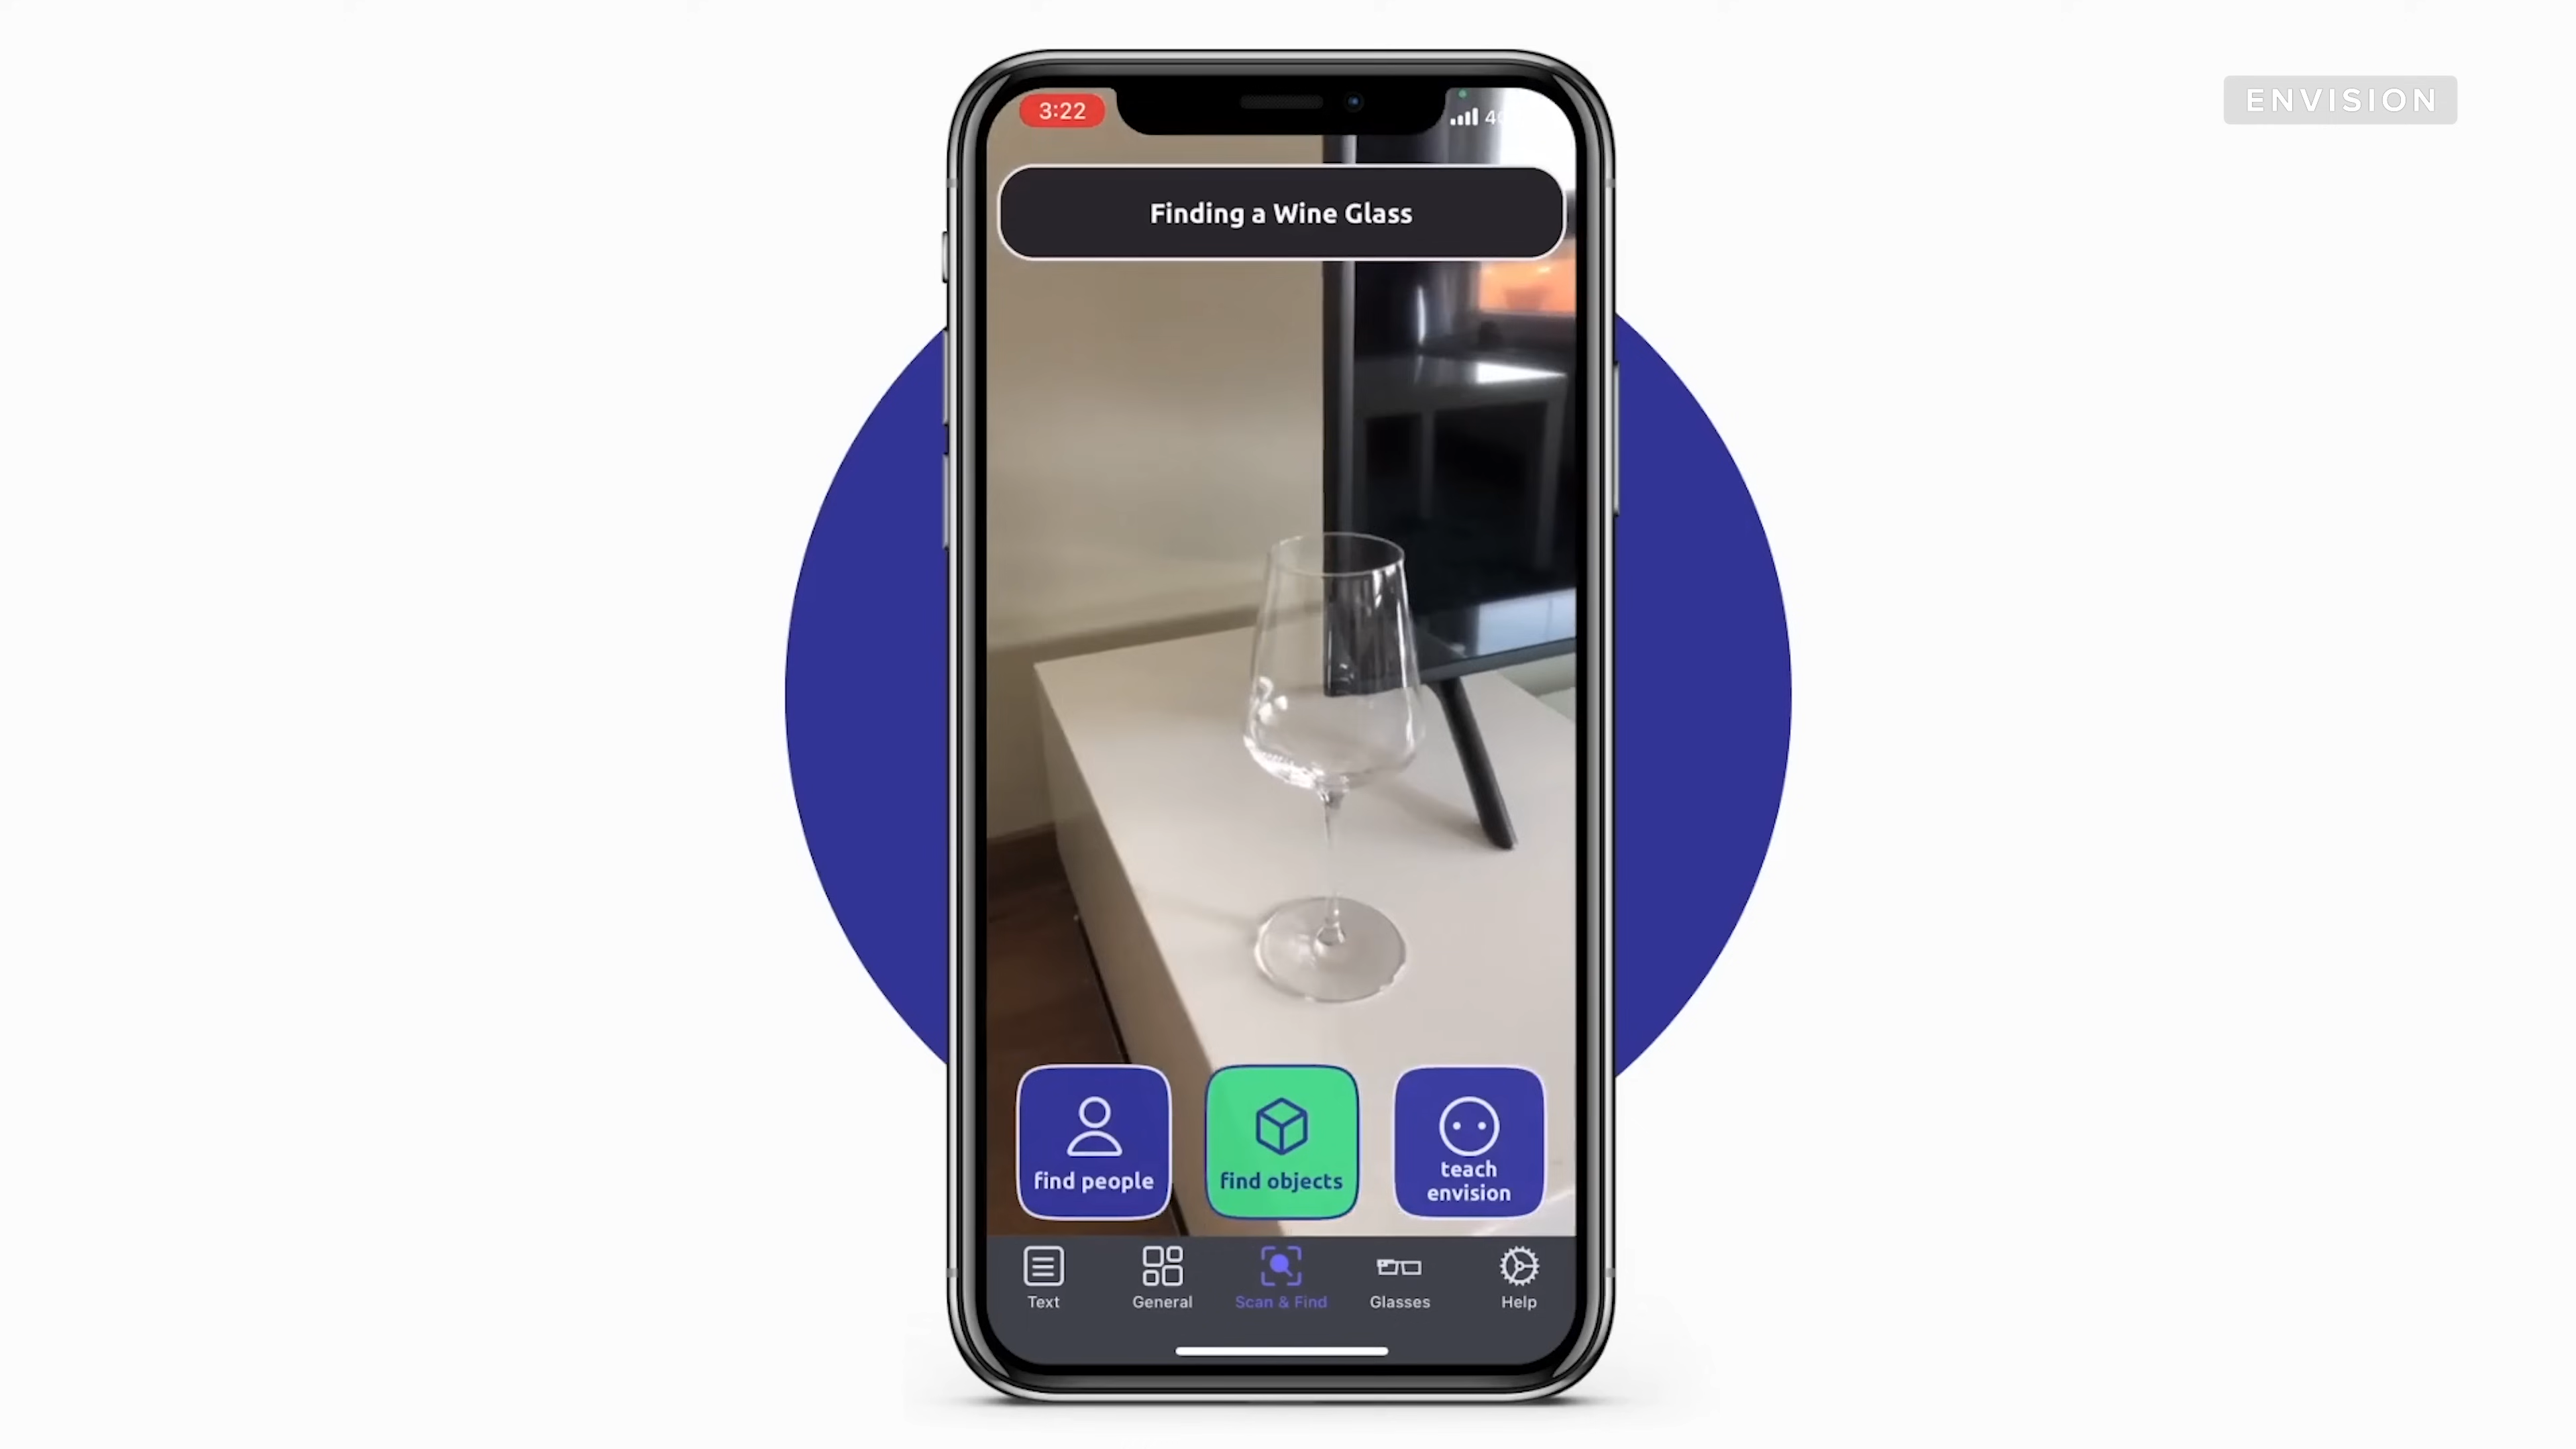 ENVISION
3:22
Finding a Wine Glass
find people
find objects
teach
envision
Text
General
Scan & Find
Glasses
Help